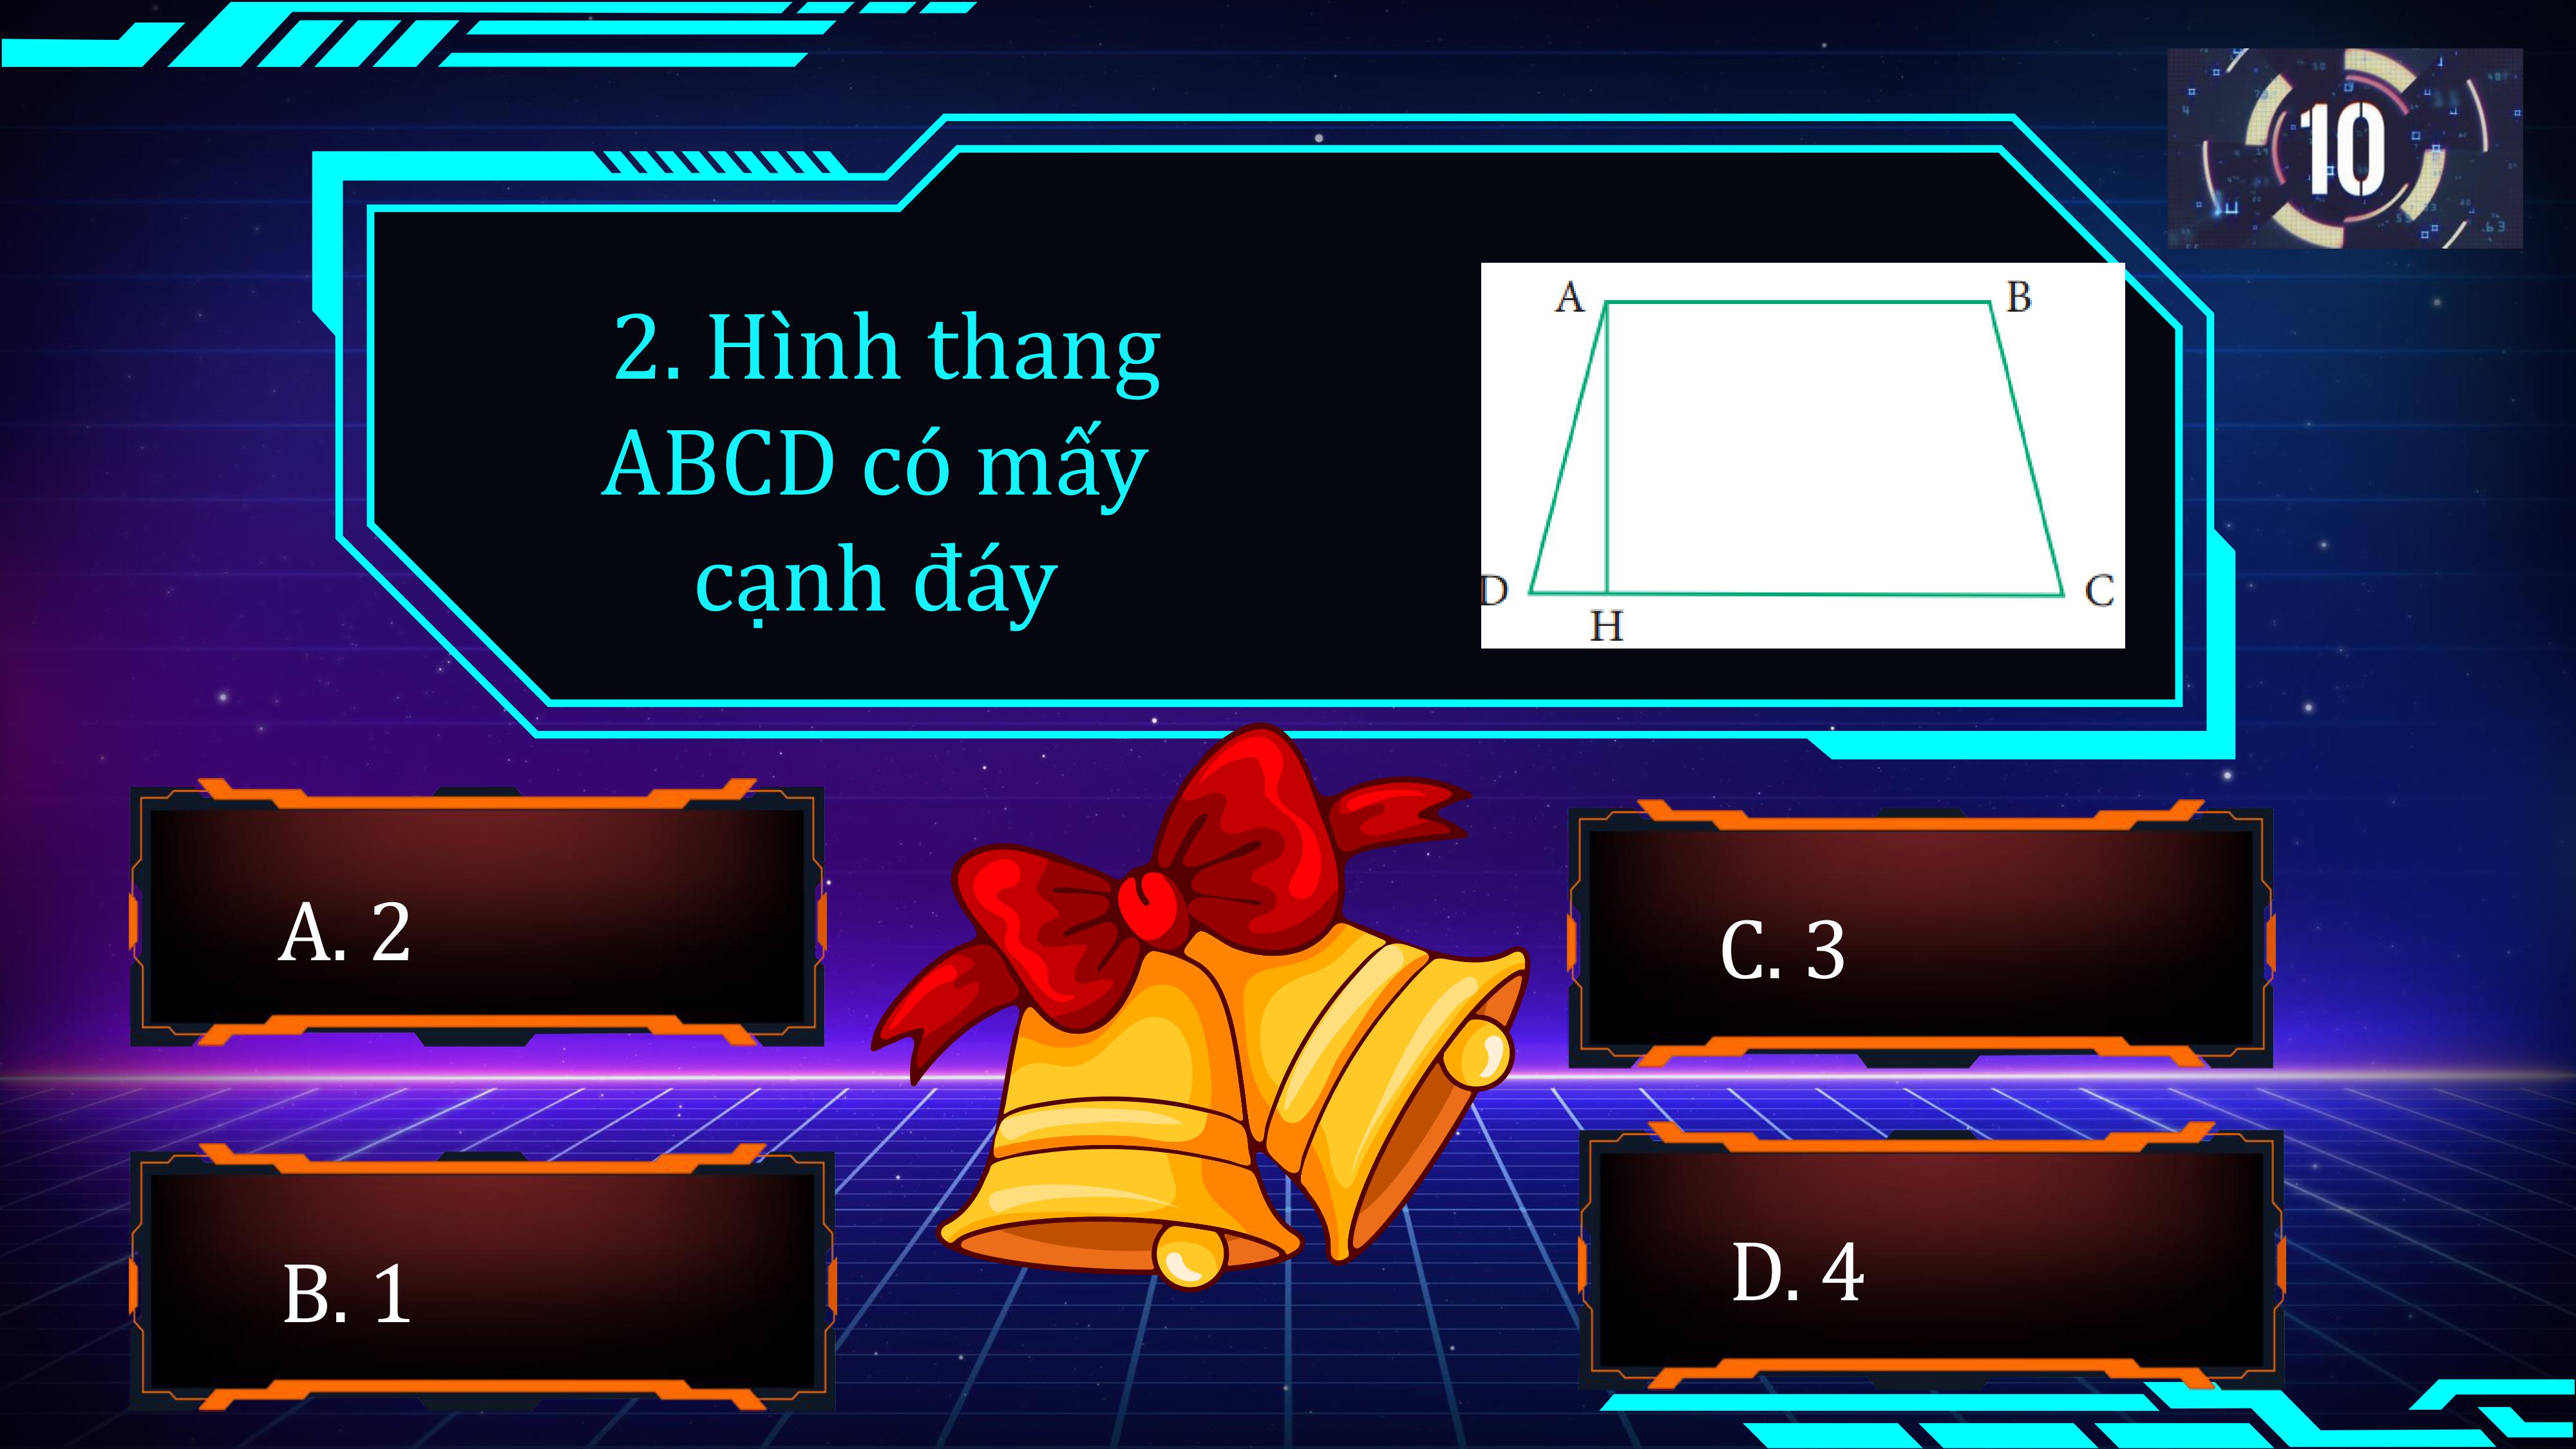 10
2. Hình thang
ABCD có mấy
cạnh đáy
A
B
D
C
H
A. 2
C. 3
B. 1
D. 4